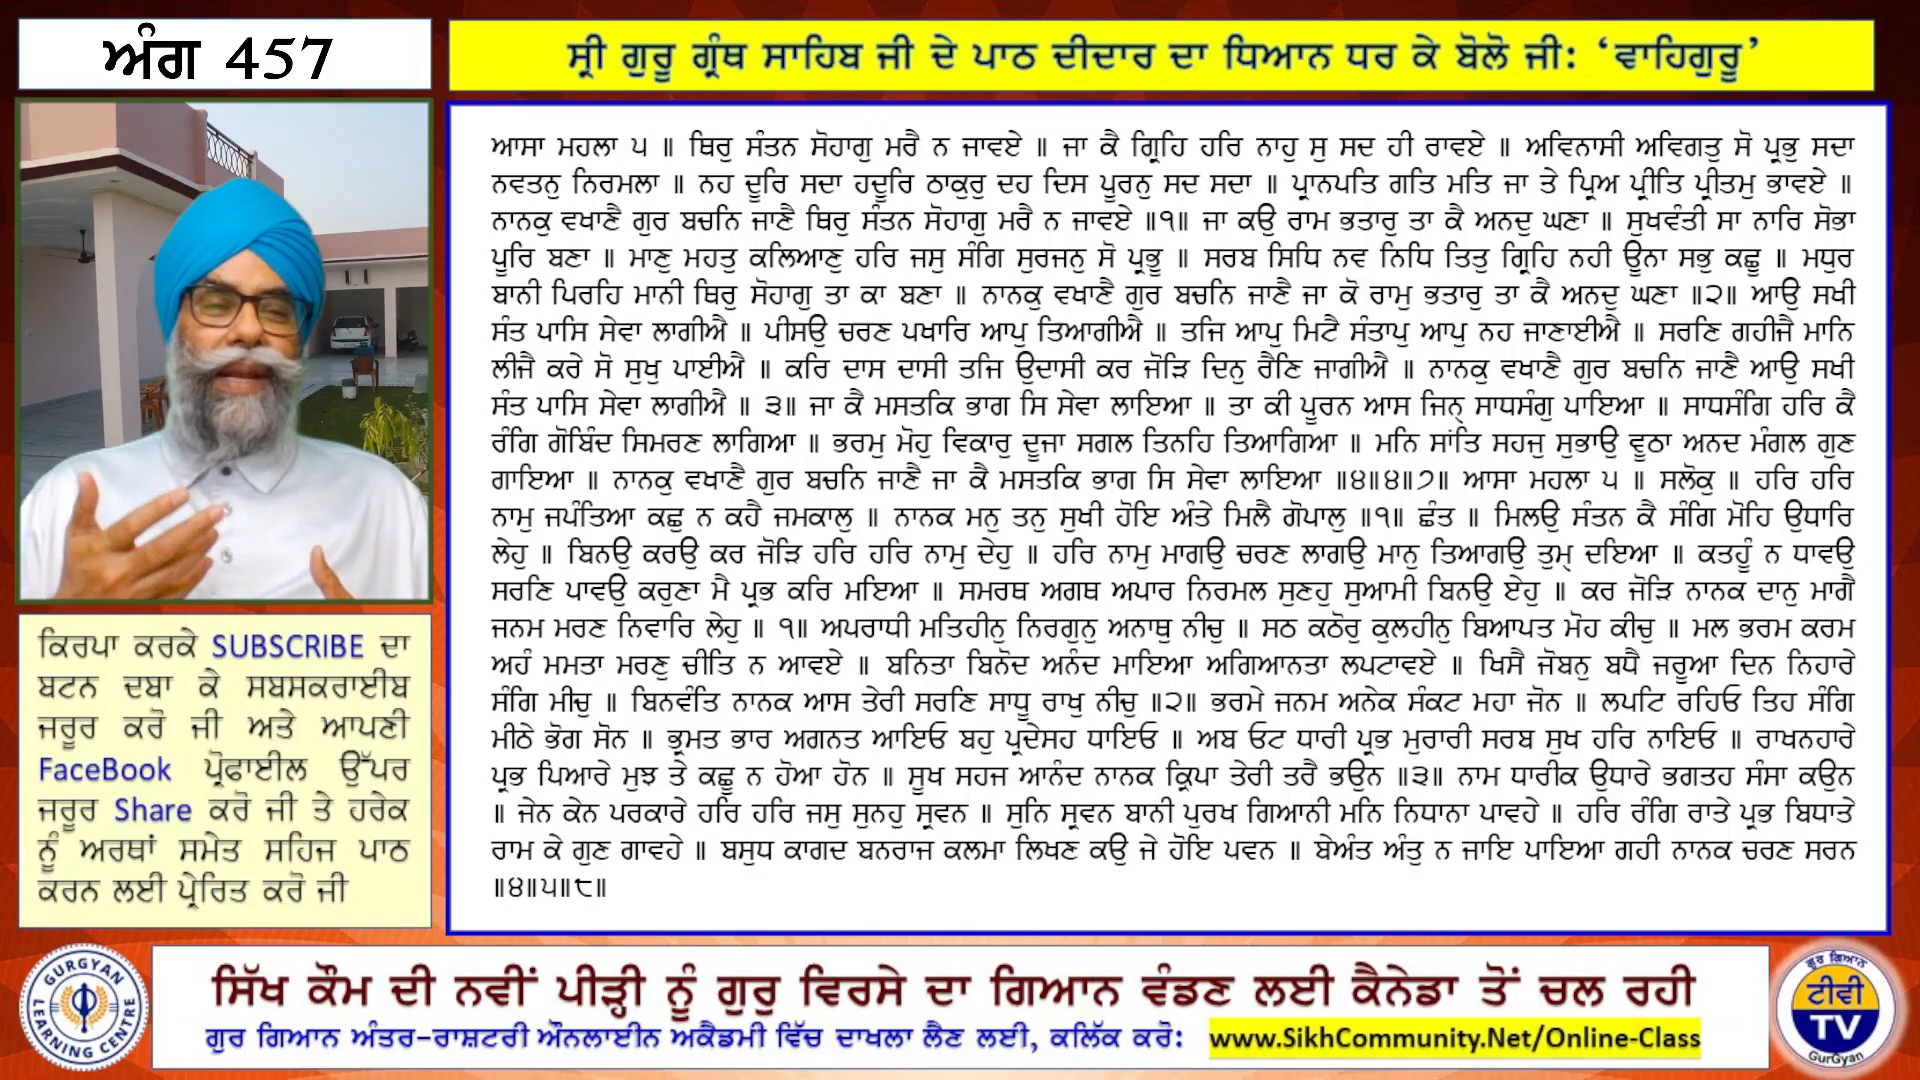 ਅੰਗ 457
ਸ੍ਰੀ ਗੁਰੂ ਗ੍ਰੰਥ ਸਾਹਿਬ ਜੀ ਦੇ ਪਾਠ ਦੀਦਾਰ ਦਾ ਧਿਆਨ ਧਰ ਕੇ ਬੋਲੋ ਜੀ: ‘ਵਾਹਿਗੁਰੂ’
ਆਸਾ ਮਹਲਾ ੫ ॥ ਥਿਰੁ ਸੰਤਨ ਸੋਹਾਗੁ ਮਰੈ ਨ ਜਾਵਏ ॥ ਜਾ ਕੈ ਗ੍ਰਿਹਿ ਹਰਿ ਨਾਹੁ ਸੁ ਸਦ ਹੀ ਰਾਵਏ ॥ ਅਵਿਨਾਸੀ ਅਵਿਗਤੁ ਸੋ ਪ੍ਰਭੁ ਸਦਾ
ਨਵਤਨੁ ਨਿਰਮਲਾ ॥ ਨਹ ਦੂਰਿ ਸਦਾ ਹਦੂਰਿ ਠਾਕੁਰੁ ਦਹ ਦਿਸ ਪੂਰਨੁ ਸਦ ਸਦਾ ॥ ਪ੍ਰਾਨਪਤਿ ਗਤਿ ਮਤਿ ਜਾ ਤੇ ਪ੍ਰਿਅ ਪ੍ਰੀਤਿ ਪ੍ਰੀਤਮੁ ਭਾਵਏ ॥
ਨਾਨਕੁ ਵਖਾਣੈ ਗੁਰ ਬਚਨਿ ਜਾਣੈ ਥਿਰੁ ਸੰਤਨ ਸੋਹਾਗੁ ਮਰੈ ਨ ਜਾਵਏ ॥੧॥ ਜਾ ਕਉ ਰਾਮ ਭਤਾਰੁ ਤਾ ਕੈ ਅਨਦੁ ਘਣਾ ॥ ਸੁਖਵੰਤੀ ਸਾ ਨਾਰਿ ਸੋਭਾ
ਪੂਰਿ ਬਣਾ ॥ ਮਾਣੁ ਮਹਤੁ ਕਲਿਆਣੁ ਹਰਿ ਜਸੁ ਸੰਗਿ ਸੁਰਜਨੁ ਸੋ ਪ੍ਰਭੂ ॥ ਸਰਬ ਸਿਧਿ ਨਵ ਨਿਧਿ ਤਿਤੁ ਗ੍ਰਿਹਿ ਨਹੀ ਊਨਾ ਸਭੁ ਕਛੂ ॥ ਮਧੁਰ
ਬਾਨੀ ਪਿਰਹਿ ਮਾਨੀ ਥਿਰੁ ਸੋਹਾਗੁ ਤਾ ਕਾ ਬਣਾ ॥ ਨਾਨਕੁ ਵਖਾਣੈ ਗੁਰ ਬਚਨਿ ਜਾਣੈ ਜਾ ਕੋ ਰਾਮੁ ਭਤਾਰੁ ਤਾ ਕੈ ਅਨਦੁ ਘਣਾ ॥੨॥ ਆਉ ਸਖੀ
ਸੰਤ ਪਾਸਿ ਸੇਵਾ ਲਾਗੀਐ ॥ ਪੀਸਉ ਚਰਣ ਪਖਾਰਿ ਆਪੁ ਤਿਆਗੀਐ ॥ ਤਜਿ ਆਪੁ ਮਿਟੈ ਸੰਤਾਪੁ ਆਪੁ ਨਹ ਜਾਣਾਈਐ ॥ ਸਰਣਿ ਗਹੀਜੈ ਮਾਨਿ
ਲੀਜੈ ਕਰੇ ਸੋ ਸੁਖੁ ਪਾਈਐ ॥ ਕਰਿ ਦਾਸ ਦਾਸੀ ਤਜਿ ਉਦਾਸੀ ਕਰ ਜੋੜਿ ਦਿਨੁ ਰੈਣਿ ਜਾਗੀਐ ॥ ਨਾਨਕੁ ਵਖਾਣੈ ਗੁਰ ਬਚਨਿ ਜਾਣੈ ਆਉ ਸਖੀ
ਸੰਤ ਪਾਸਿ ਸੇਵਾ ਲਾਗੀਐ ॥ ੩॥ ਜਾ ਕੈ ਮਸਤਕਿ ਭਾਗ ਸਿ ਸੇਵਾ ਲਾਇਆ ॥ ਤਾ ਕੀ ਪੂਰਨ ਆਸ ਜਿਨ੍ ਸਾਧਸੰਗੁ ਪਾਇਆ ॥ ਸਾਧਸੰਗਿ ਹਰਿ ਕੈ
ਰੰਗਿ ਗੋਬਿੰਦ ਸਿਮਰਣ ਲਾਗਿਆ ॥ ਭਰਮੁ ਮੋਹੁ ਵਿਕਾਰੁ ਦੂਜਾ ਸਗਲ ਤਿਨਹਿ ਤਿਆਗਿਆ ॥ ਮਨਿ ਸਾਂਤਿ ਸਹਜੁ ਸੁਭਾਉ ਵੂਠਾ ਅਨਦ ਮੰਗਲ ਗੁਣ
ਗਾਇਆ ॥ ਨਾਨਕੁ ਵਖਾਣੈ ਗੁਰ ਬਚਨਿ ਜਾਣੈ ਜਾ ਕੈ ਮਸਤਕਿ ਭਾਗ ਸਿ ਸੇਵਾ ਲਾਇਆ ॥੪॥੪॥੭॥ ਆਸਾ ਮਹਲਾ ੫ ॥ ਸਲੋਕੁ ॥ ਹਰਿ ਹਰਿ
ਨਾਮੁ ਜਪੰਤਿਆ ਕਛੁ ਨ ਕਹੈ ਜਮਕਾਲੁ ॥ ਨਾਨਕ ਮਨੁ ਤਨੁ ਸੁਖੀ ਹੋਇ ਅੰਤੇ ਮਿਲੈ ਗੋਪਾਲੁ ॥੧॥ ਛੰਤ ॥ ਮਿਲਉ ਸੰਤਨ ਕੈ ਸੰਗਿ ਮੋਹਿ ਉਧਾਰਿ
ਲੇਹੁ ॥ ਬਿਨਉ ਕਰਉ ਕਰ ਜੋੜਿ ਹਰਿ ਹਰਿ ਨਾਮੁ ਦੇਹੁ ॥ ਹਰਿ ਨਾਮੁ ਮਾਗਉ ਚਰਣ ਲਾਗਉ ਮਾਨੁ ਤਿਆਗਉ ਤੁਮ੍ ਦਇਆ ॥ ਕਤਹੂੰ ਨ ਧਾਵਉ
ਸਰਣਿ ਪਾਵਉ ਕਰੁਣਾ ਮੈ ਪ੍ਰਭ ਕਰਿ ਮਇਆ ॥ ਸਮਰਥ ਅਗਥ ਅਪਾਰ ਨਿਰਮਲ ਸੁਣਹੁ ਸੁਆਮੀ ਬਿਨਉ ਏਹੁ ॥ ਕਰ ਜੋੜਿ ਨਾਨਕ ਦਾਨੁ ਮਾਗੈ
ਜਨਮ ਮਰਣ ਨਿਵਾਰਿ ਲੇਹੁ ॥ ੧॥ ਅਪਰਾਧੀ ਮਤਿਹੀਨੁ ਨਿਰਗੁਨੁ ਅਨਾਥੁ ਨੀਚੁ ॥ ਸਠ ਕਠੋਰੁ ਕੁਲਹੀਨੁ ਬਿਆਪਤ ਮੋਹ ਕੀਚੁ ॥ ਮਲ ਭਰਮ ਕਰਮ
ਅਹੰ ਮਮਤਾ ਮਰਣੁ ਚੀਤਿ ਨ ਆਵਏ ॥ ਬਨਿਤਾ ਬਿਨੋਦ ਅਨੰਦ ਮਾਇਆ ਅਗਿਆਨਤਾ ਲਪਟਾਵਏ ॥ ਖਿਸੈ ਜੋਬਨੁ ਬਧੈ ਜਰੂਆ ਦਿਨ ਨਿਹਾਰੇ
ਸੰਗਿ ਮੀਚੁ ॥ ਬਿਨਵੰਤਿ ਨਾਨਕ ਆਸ ਤੇਰੀ ਸਰਣਿ ਸਾਧੂ ਰਾਖੁ ਨੀਚੁ ॥੨॥ ਭਰਮੇ ਜਨਮ ਅਨੇਕ ਸੰਕਟ ਮਹਾ ਜੋਨ ॥ ਲਪਟਿ ਰਹਿਓ ਤਿਹ ਸੰਗਿ
ਮੀਠੇ ਭੋਗ ਸੋਨ ॥ ਭ੍ਰਮਤ ਭਾਰ ਅਗਨਤ ਆਇਓ ਬਹੁ ਪ੍ਰਦੇਸਹ ਧਾਇਓ ॥ ਅਬ ਓਟ ਧਾਰੀ ਪ੍ਰਭ ਮੁਰਾਰੀ ਸਰਬ ਸੁਖ ਹਰਿ ਨਾਇਓ ॥ ਰਾਖਨਹਾਰੇ
ਪ੍ਰਭ ਪਿਆਰੇ ਮੁਝ ਤੇ ਕਛੂ ਨ ਹੋਆ ਹੋਨ ॥ ਸੂਖ ਸਹਜ ਆਨੰਦ ਨਾਨਕ ਕ੍ਰਿਪਾ ਤੇਰੀ ਤਰੈ ਭਉਨ ॥੩॥ ਨਾਮ ਧਾਰੀਕ ਉਧਾਰੇ ਭਗਤਹ ਸੰਸਾ ਕਉਨ
॥ ਜੇਨ ਕੇਨ ਪਰਕਾਰੇ ਹਰਿ ਹਰਿ ਜਸੁ ਸੁਨਹੁ ਸ੍ਰਵਨ ॥ ਸੁਨਿ ਸ੍ਰਵਨ ਬਾਨੀ ਪੁਰਖ ਗਿਆਨੀ ਮਨਿ ਨਿਧਾਨਾ ਪਾਵਹੇ ॥ ਹਰਿ ਰੰਗਿ ਰਾਤੇ ਪ੍ਰਭ ਬਿਧਾਤੇ
ਰਾਮ ਕੇ ਗੁਣ ਗਾਵਹੇ ॥ ਬਸੁਧ ਕਾਗਦ ਬਨਰਾਜ ਕਲਮਾ ਲਿਖਣ ਕਉ ਜੇ ਹੋਇ ਪਵਨ ॥ ਬੇਅੰਤ ਅੰਤੁ ਨ ਜਾਇ ਪਾਇਆ ਗਹੀ ਨਾਨਕ ਚਰਣ ਸਰਨ
॥੪॥੫॥੮॥
ਕਿਰਪਾ ਕਰਕੇ SUBSCRIBE ਦਾ
ਬਟਨ ਦਬਾ ਕੇ ਸਬਸਕਰਾਈਬ
ਜਰੂਰ ਕਰੋ ਜੀ ਅਤੇ ਆਪਣੀ
FaceBook ਪ੍ਰੋਫਾਈਲ ਉੱਪਰ
ਜਰੂਰ Share ਕਰੋ ਜੀ ਤੇ ਹਰੇਕ
ਨੂੰ ਅਰਥਾਂ ਸਮੇਤ ਸਹਿਜ ਪਾਠ
ਕਰਨ ਲਈ ਪ੍ਰੇਰਿਤ ਕਰੋ ਜੀ
GURGYAN
LEARNING CENTRE
ਸਿੱਖ ਕੌਮ ਦੀ ਨਵੀਂ ਪੀੜ੍ਹੀ ਨੂੰ ਗੁਰੁ ਵਿਰਸੇ ਦਾ ਗਿਆਨ ਵੰਡਣ ਲਈ ਕੈਨੇਡਾ ਤੋਂ ਚਲ ਰਹੀ
ਗੁਰ ਗਿਆਨ ਅੰਤਰ-ਰਾਸ਼ਟਰੀ ਔਨਲਾਈਨ ਅਕੈਡਮੀ ਵਿੱਚ ਦਾਖਲਾ ਲੈਣ ਲਈ, ਕਲਿੱਕ ਕਰੋ: www.SikhCommunity.Net/Online-Class
ਗੁਰ ਗਿਆਨ
ਟੀਵੀ
TV
GurGyan